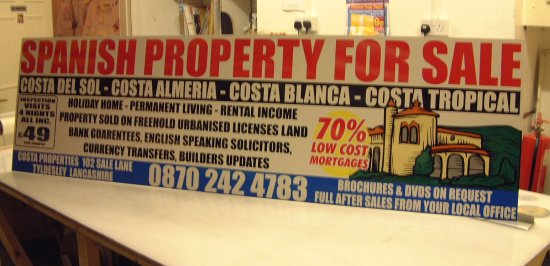 SPANISH PROPERTY FOR SALE
COSTA DEL SOL - COSTA ALMERIA - COSTA BLANCA - COSTA TROPICAL
INSPECTION
VISITS
4 NIGHTS
ALL INC.
£49
HOLIDAY HOME - PERMANENT LIVING - RENTAL INCOME
PROPERTY SOLD ON FREEHOLD URBANISED LICENSES LAND
BANK GUARENTEES, ENGLISH SPEAKING SOLICITORS,
CURRENCY TRANSFERS, BUILDERS UPDATES
70%
LOW COST
MORTGAGES
COSTA PROPERTIES 102 SALE LANE
TYLDESLEY LANCASHIRE
0870 242 4783
BROCHURES & DVDS ON REQUEST
FULL AFTER SALES FROM YOUR LOCAL OFFICE